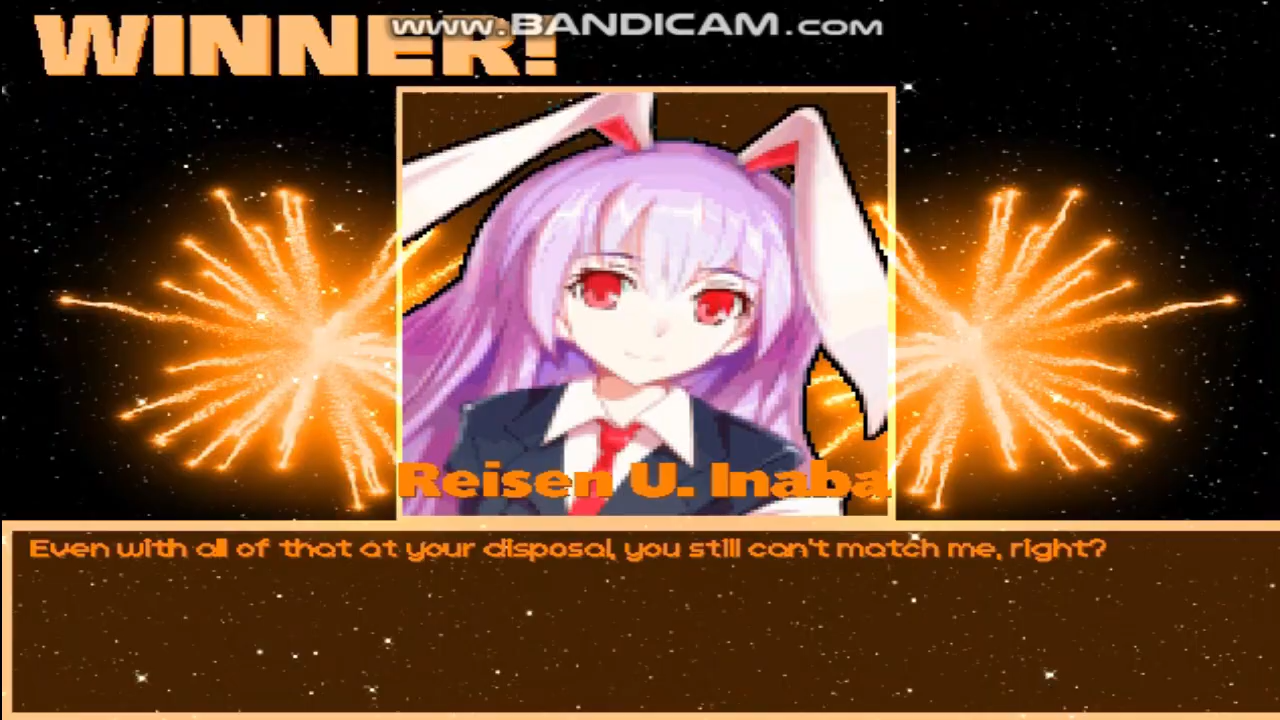 www.BANDICAM.com
WINNER!
Reisen U. Inaba
Even with all of that at your disposal, you still can't match me, right?